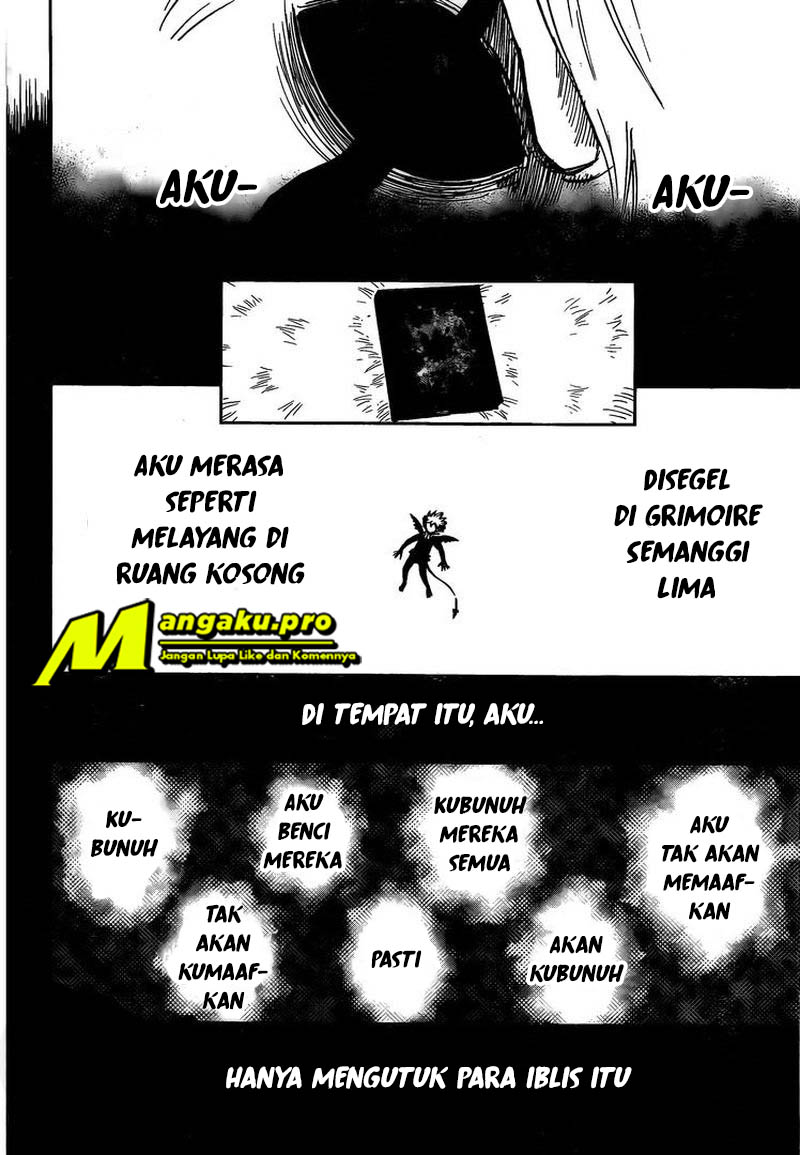 AKU-
AKU-
DISEGEL
DI GRIMOIRE
SEMANGGI
LIMA
AKU MERASA
SEPERTI
MELAYANG DI
RUANG KOSONG
Mangaku.pro
Jangan Lupa Like dan Komennya
DI TEMPAT ITU, AKU...
AKU
TAK AKAN
MEMAAF-
KAN
KUBUNUH
MEREKA
SEMUA
AKU
BENCI
MEREKA
KU-
BUNUH
AKAN
KUBUNUH
PASTI
TAK
AKAN
KUMAAF-
KAN
HANYA MENGUTUK PARA IBLIS ITU